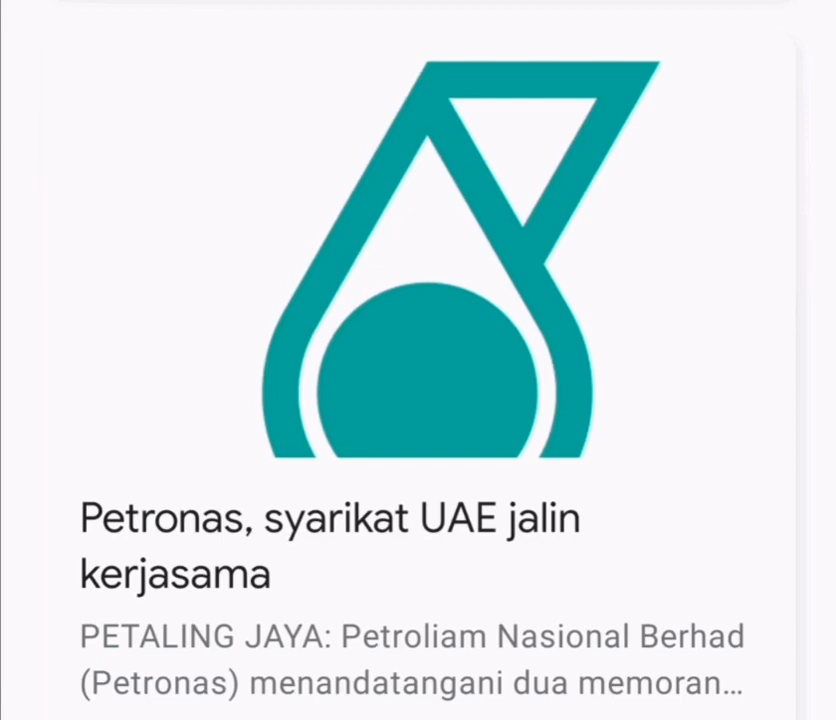 Petronas, syarikat UAE jalin
kerjasama
PETALING JAYA: Petroliam Nasional Berhad
(Petronas) menandatangani dua memoran...